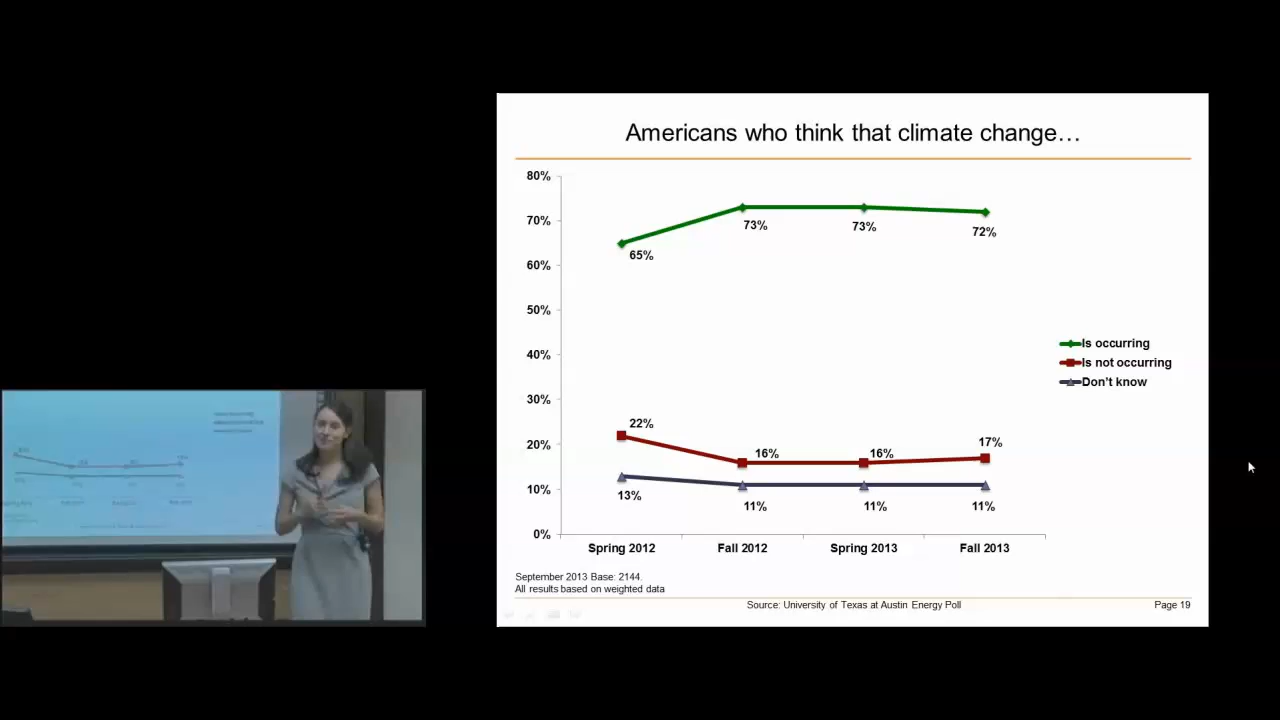 Americans who think that climate change…
80%
70%
60%
50%
40%
30%
20%
10%
0%
65%
73%
73%
72%
22%
16%
16%
17%
13%
11%
11%
11%
Is occurring
Is not occurring
Don't know
Spring 2012
Fall 2012
Spring 2013
Fall 2013
September 2013 Base: 2144.
All results based on weighted data
Source: University of Texas at Austin Energy Poll
Page 19